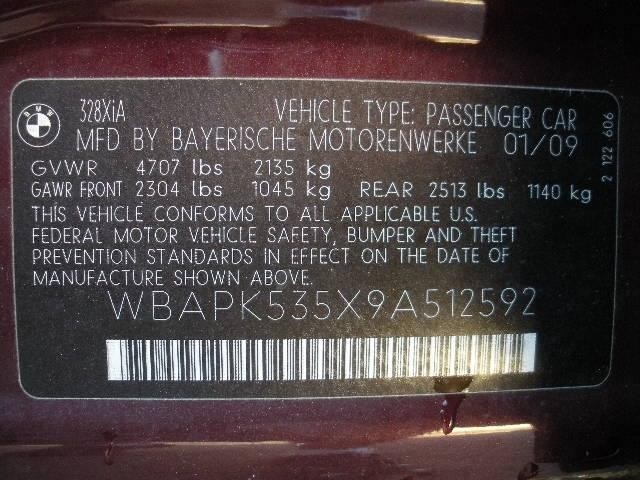 BMW
328XiA VEHICLE TYPE: PASSENGER CAR
MFD BY BAYERISCHE MOTORENWERKE 01/09
GVWR 4707 lbs 2135 kg
GAWR FRONT 2304 lbs 1045 kg REAR 2513 lbs 1140 kg
THIS VEHICLE CONFORMS TO ALL APPLICABLE U.S.
FEDERAL MOTOR VEHICLE SAFETY, BUMPER AND THEFT
PREVENTION STANDARDS IN EFFECT ON THE DATE OF
MANUFACTURE SHOWN ABOVE.
WBAPK535X9A512592
2 122 606